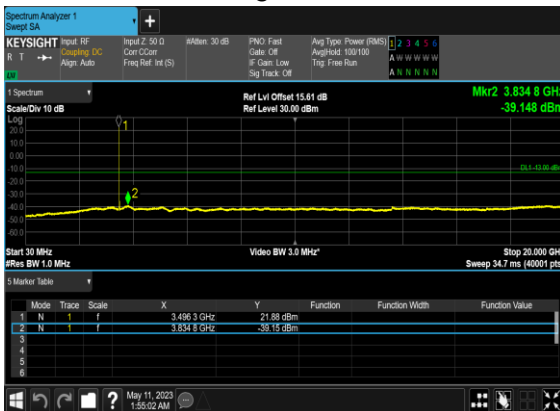 Spectrum Analyzer 1
Swept SA
KEYSIGHT Input: RF Input Z: 50 Ω #Atten: 30 dB PNO: Fast Avg Type: Power (RMS) 1 2 3 4 5 6
R T Coupling: DC Corr CCorr Gate: Off Avg|Hold: 100/100 A W W W W W
Align: Auto Freq Ref: Int (S) IF Gain: Low Trig: Free Run
LV Sig Track: Off A N N N N N
1 Spectrum Ref Lvl Offset 15.61 dB Mkr2 3.834 8 GHz
Scale/Div 10 dB Ref Level 30.00 dBm -39.148 dBm
Log
20.0
10.0
0.00
-10.0
-20.0
-30.0
-40.0
-50.0
-60.0
1
DL1 -13.00 dBm
2
Start 30 MHz Video BW 3.0 MHz* Stop 20.000 GHz
#Res BW 1.0 MHz Sweep 34.7 ms (40001 pts)
5 Marker Table
Mode Trace Scale X Y Function Function Width Function Value
1 N 1 f 3.496 3 GHz 21.88 dBm
2 N 1 f 3.834 8 GHz -39.15 dBm
3
4
5
6
May 11, 2023
1:55:02 AM